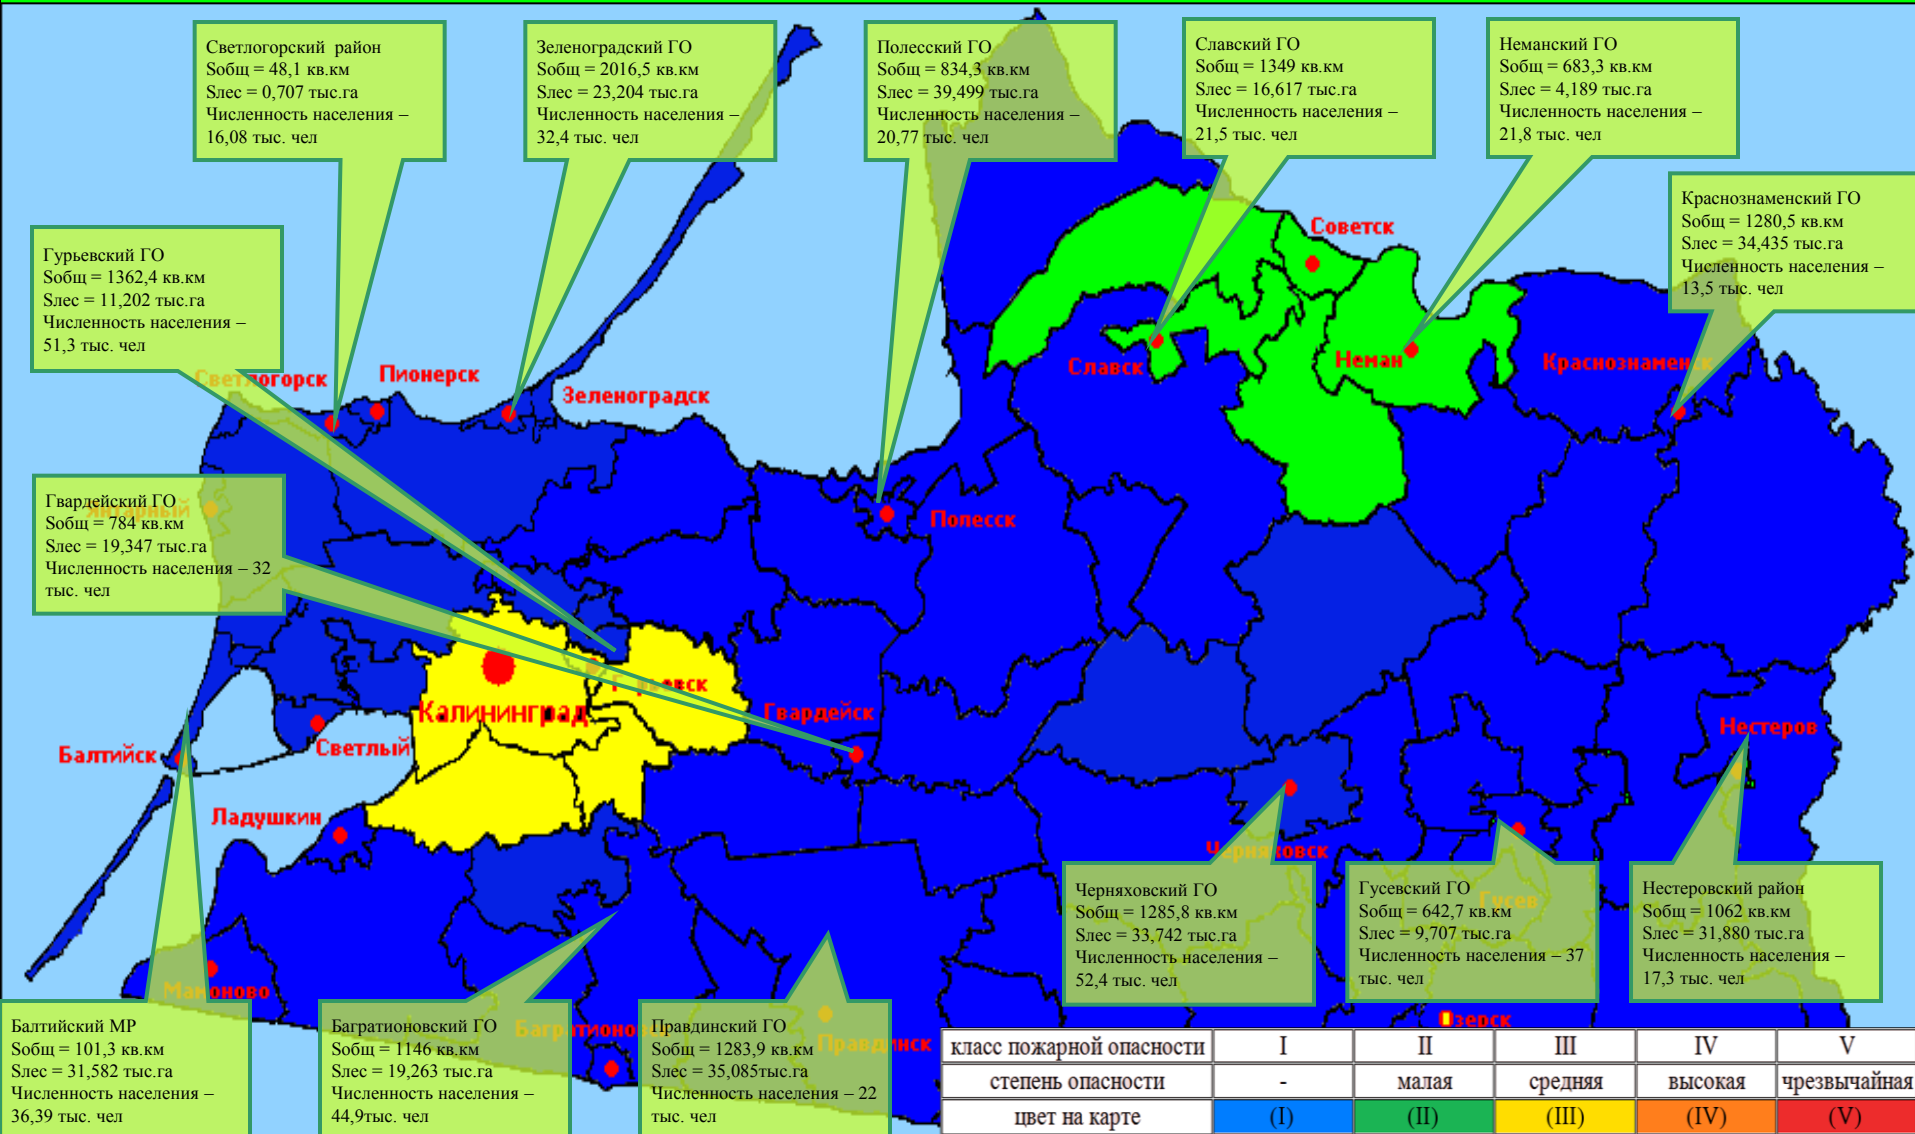 Светлогорский район
Sобщ = 48,1 кв.км
Sлес = 0,707 тыс.га
Численность населения –
16,08 тыс. чел
Зеленоградский ГО
Sобщ = 2016,5 кв.км
Sлес = 23,204 тыс.га
Численность населения –
32,4 тыс. чел
Полесский ГО
Sобщ = 834,3 кв.км
Sлес = 39,499 тыс.га
Численность населения –
20,77 тыс. чел
Славский ГО
Sобщ = 1349 кв.км
Sлес = 16,617 тыс.га
Численность населения –
21,5 тыс. чел
Неманский ГО
Sобщ = 683,3 кв.км
Sлес = 4,189 тыс.га
Численность населения –
21,8 тыс. чел
Краснознаменский ГО
Sобщ = 1280,5 кв.км
Sлес = 34,435 тыс.га
Численность населения –
13,5 тыс. чел
Гурьевский ГО
Sобщ = 1362,4 кв.км
Sлес = 11,202 тыс.га
Численность населения –
51,3 тыс. чел
Советск
Славск
Неман
Краснознаменск
Светлогорск
Пионерск
Зеленоградск
Гвардейский ГО
Sобщ = 784 кв.км
Sлес = 19,347 тыс.га
Численность населения – 32
тыс. чел
Янтарный
Полесск
Гурьевск
Калининград
Гвардейск
Нестеров
Балтийск
Светлый
Ладушкин
Черняховск
Черняховский ГО
Sобщ = 1285,8 кв.км
Sлес = 33,742 тыс.га
Численность населения –
52,4 тыс. чел
Гусевский ГО
Sобщ = 642,7 кв.км
Sлес = 9,707 тыс.га
Численность населения – 37
тыс. чел
Гусев
Нестеровский район
Sобщ = 1062 кв.км
Sлес = 31,880 тыс.га
Численность населения –
17,3 тыс. чел
Мамоново
Балтийский МР
Sобщ = 101,3 кв.км
Sлес = 31,582 тыс.га
Численность населения –
36,39 тыс. чел
Багратионовский ГО
Sобщ = 1146 кв.км
Sлес = 19,263 тыс.га
Численность населения –
44,9тыс. чел
Багратионовск
Правдинский ГО
Sобщ = 1283,9 кв.км
Sлес = 35,085тыс.га
Численность населения – 22
тыс. чел
Правдинск
Озерск
класс пожарной опасности I II III IV V
степень опасности - малая средняя высокая чрезвычайная
цвет на карте (I) (II) (III) (IV) (V)